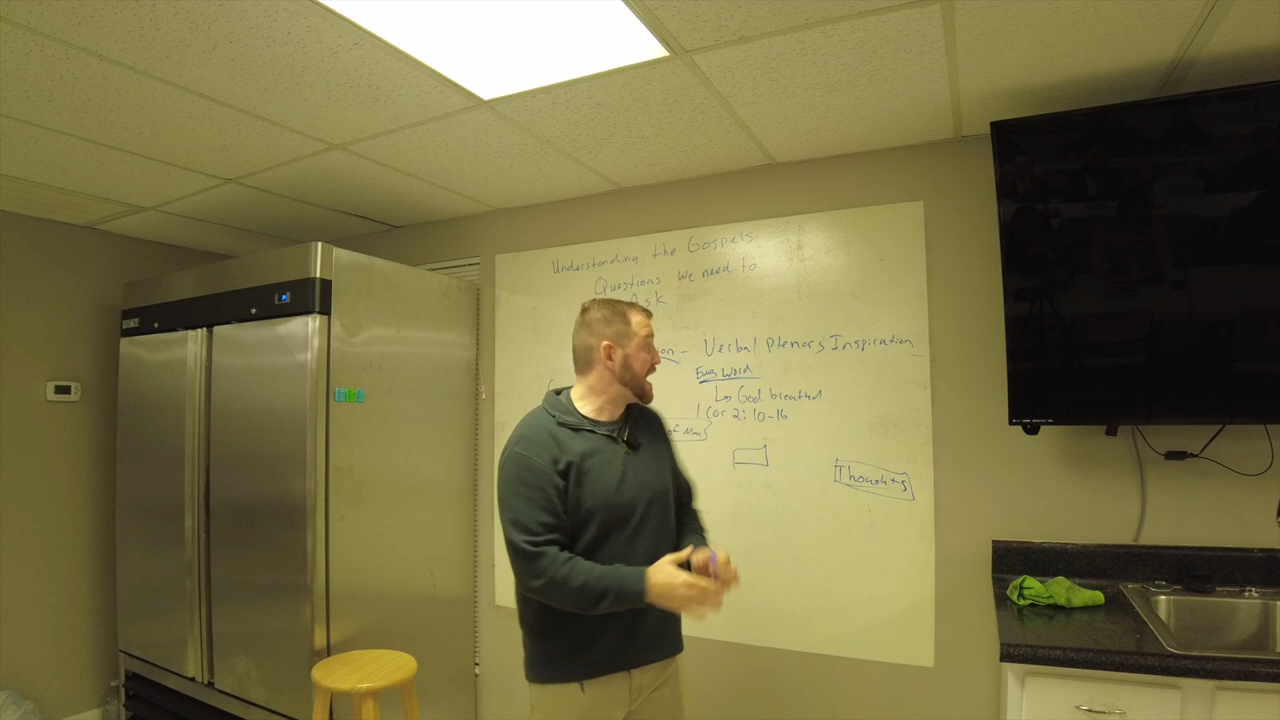 Understanding the Gospels
Questions we need to
Ask
on - Verbal Plenary Inspiration
Every Word
↳ God breathed
1 Cor 2:10-16
of Man
Thoughts